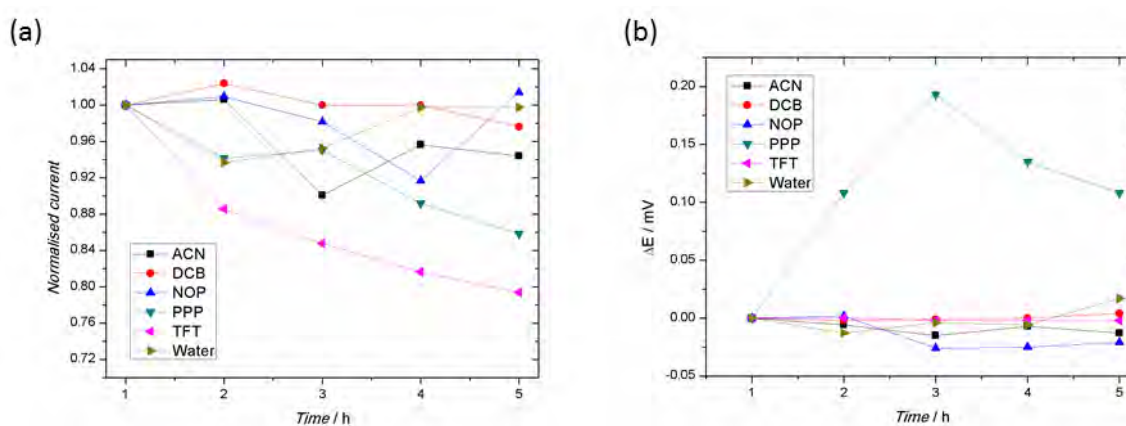 (a)
1.04
1.00
0.96
0.92
0.88
0.84
0.80
0.76
0.72
Normalised current
ACN
DCB
NOP
PPP
TFT
Water
1 2 3 4 5
Time / h
(b)
0.20
0.15
0.10
0.05
0.00
-0.05
ΔE / mV
ACN
DCB
NOP
PPP
TFT
Water
1 2 3 4 5
Time / h